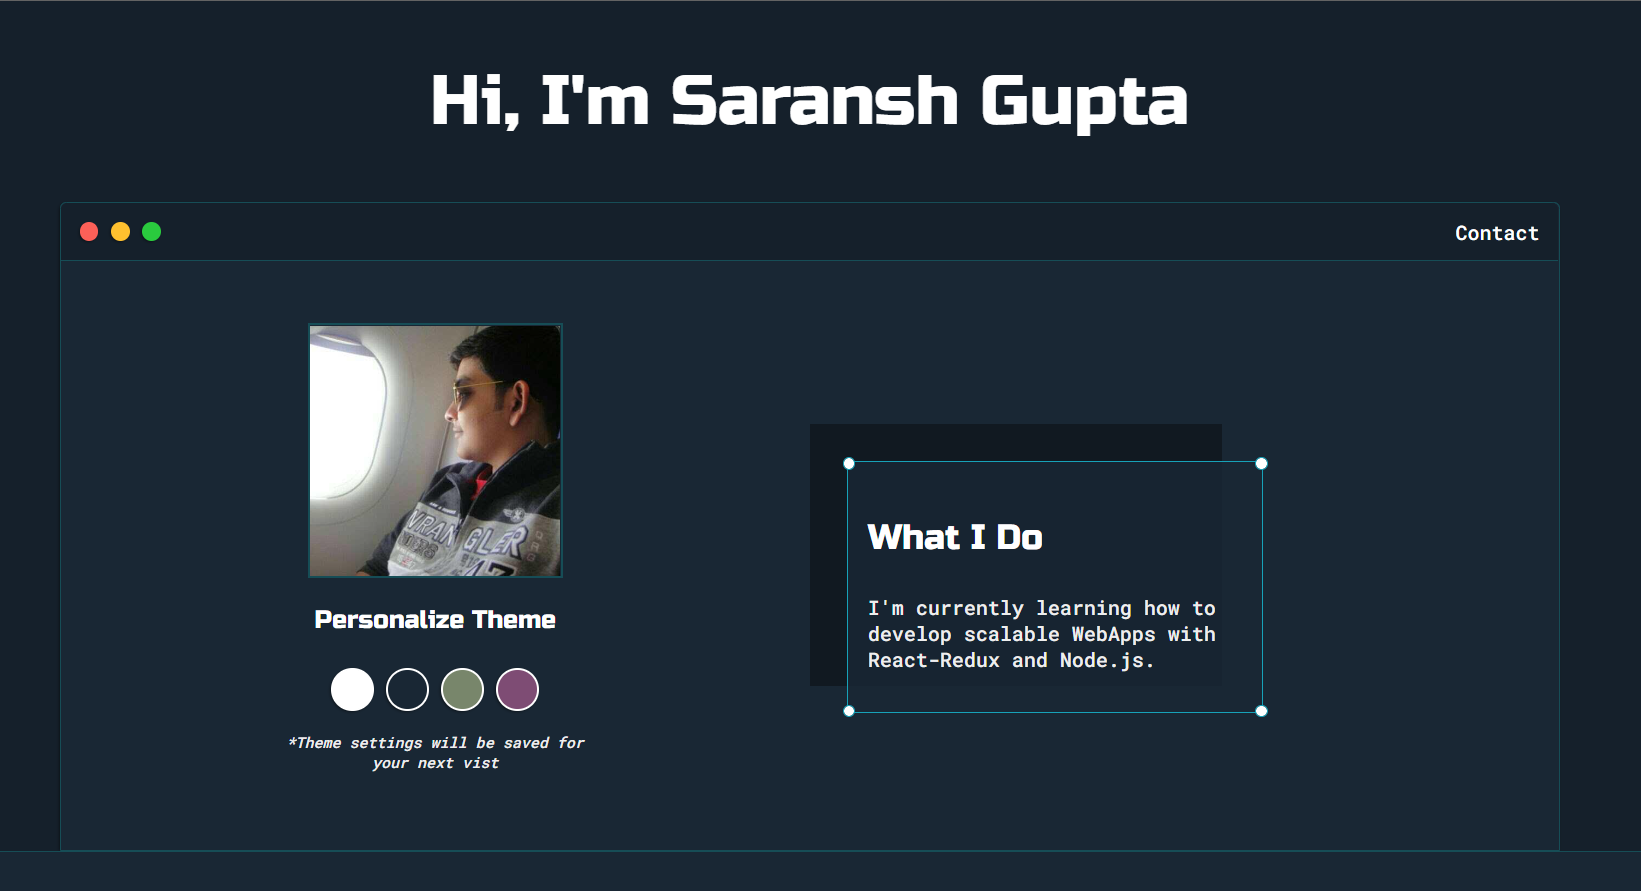 Hi, I'm Saransh Gupta
Contact
WRANGLER
47
Personalize Theme
*Theme settings will be saved for
your next vist
What I Do
I'm currently learning how to
develop scalable WebApps with
React-Redux and Node.js.